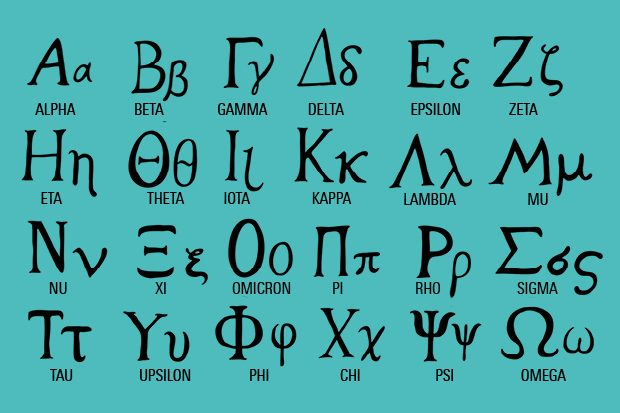 Αα Ββ Γγ Δδ Εε Ζζ
ALPHA BETA GAMMA DELTA EPSILON ZETA
Ηη Θθ Ιι Κκ Λλ Μμ
ETA THETA IOTA KAPPA LAMBDA MU
Νν Ξξ Οο Ππ Ρρ Σσς
NU XI OMICRON PI RHO SIGMA
Ττ Υυ Φφ Χχ Ψψ Ωω
TAU UPSILON PHI CHI PSI OMEGA